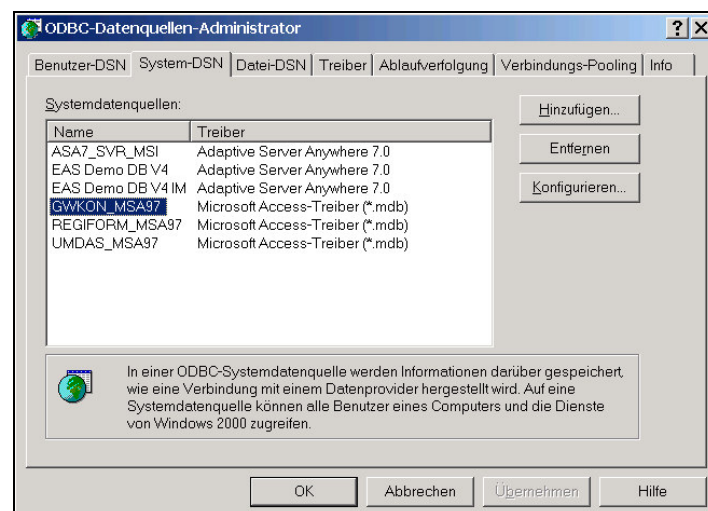 ODBC-Datenquellen-Administrator
Benutzer-DSN System-DSN Datei-DSN Treiber Ablaufverfolgung Verbindungs-Pooling Info
Systemdatenquellen:
Name Treiber
ASA7_SVR_MSI Adaptive Server Anywhere 7.0
EAS Demo DB V4 Adaptive Server Anywhere 7.0
EAS Demo DB V4 IM Adaptive Server Anywhere 7.0
GWKON_MSA97 Microsoft Access-Treiber (*.mdb)
REGIFORM_MSA97 Microsoft Access-Treiber (*.mdb)
UMDAS_MSA97 Microsoft Access-Treiber (*.mdb)
Hinzufügen...
Entfernen
Konfigurieren...
In einer ODBC-Systemdatenquelle werden Informationen darüber gespeichert,
wie eine Verbindung mit einem Datenprovider hergestellt wird. Auf eine
Systemdatenquelle können alle Benutzer eines Computers und die Dienste
von Windows 2000 zugreifen.
OK Abbrechen Übernehmen Hilfe